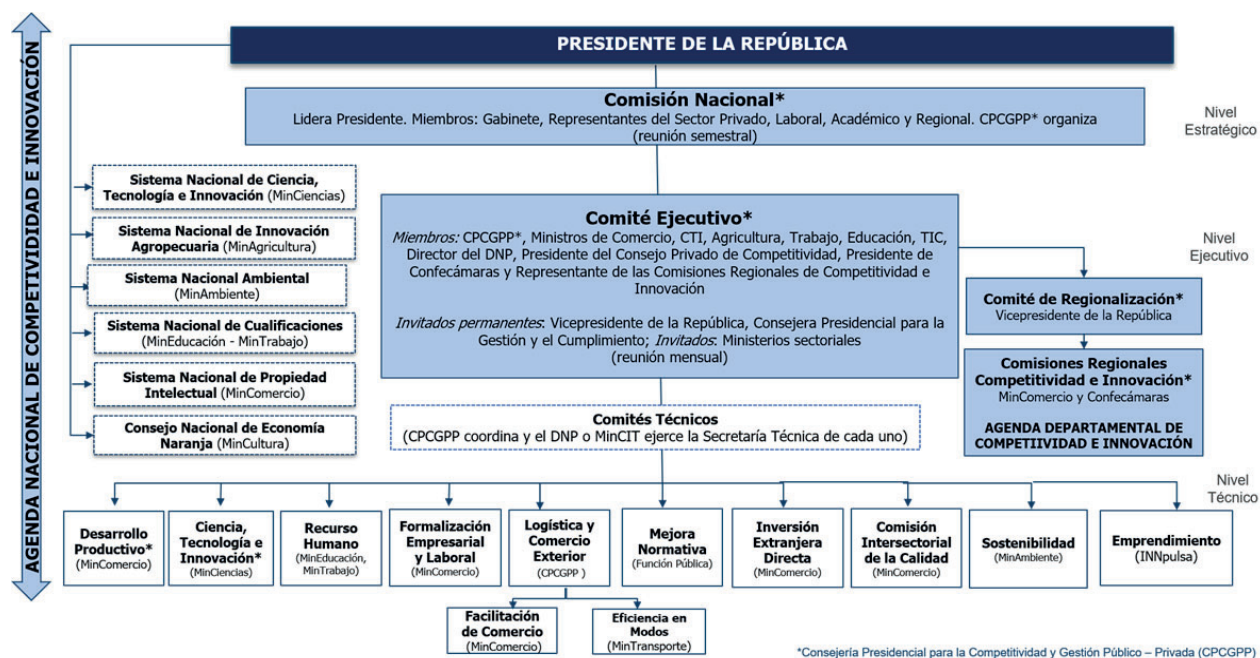 AGENDA NACIONAL DE COMPETIVIDIDAD E INNOVACIÓN
PRESIDENTE DE LA REPÚBLICA
Comisión Nacional*
Lidera Presidente. Miembros: Gabinete, Representantes del Sector Privado, Laboral, Académico y Regional. CPCGPP* organiza
(reunión semestral)
Nivel
Estratégico
Sistema Nacional de Ciencia,
Tecnología e Innovación (MinCiencias)
Sistema Nacional de Innovación
Agropecuaria (MinAgricultura)
Sistema Nacional Ambiental
(MinAmbiente)
Sistema Nacional de Cualificaciones
(MinEducación - MinTrabajo)
Sistema Nacional de Propiedad
Intelectual (MinComercio)
Consejo Nacional de Economía
Naranja (MinCultura)
Comité Ejecutivo*
Miembros: CPCGPP*, Ministros de Comercio, CTI, Agricultura, Trabajo, Educación, TIC,
Director del DNP, Presidente del Consejo Privado de Competitividad, Presidente
de Confecámaras y Representante de las Comisiones Regionales de Competitividad e
Innovación
Invitados permanentes: Vicepresidente de la República, Consejera Presidencial para la
Gestión y el Cumplimiento; Invitados: Ministerios sectoriales
(reunión mensual)
Nivel
Ejecutivo
Comité de Regionalización*
Vicepresidente de la República
Comisiones Regionales
Competitividad e Innovación*
MinComercio y Confecámaras
AGENDA DEPARTAMENTAL DE
COMPETIIVIDAD E INNOVACIÓN
Comités Técnicos
(CPCGPP coordina y el DNP o MinCIT ejerce la Secretaría Técnica de cada uno)
Nivel
Técnico
Desarrollo
Productivo*
(MinComercio)
Ciencia,
Tecnología e
Innovación*
(MinCiencias)
Recurso
Humano
(MinEducación,
MinTrabajo)
Formalización
Empresarial
y Laboral
(MinComercio)
Logística y
Comercio
Exterior
(CPCGPP )
Mejora
Normativa
(Función Pública)
Inversión
Extranjera
Directa
(MinComercio)
Comisión
Intersectorial
de la Calidad
(MinComercio)
Sostenibilidad
(MinAmbiente)
Emprendimiento
(INNpulsa)
Facilitación
de Comercio
(MinComercio)
Eficiencia en
Modos
(MinTransporte)
*Consejería Presidencial para la Competitividad y Gestión Público – Privada (CPCGPP)